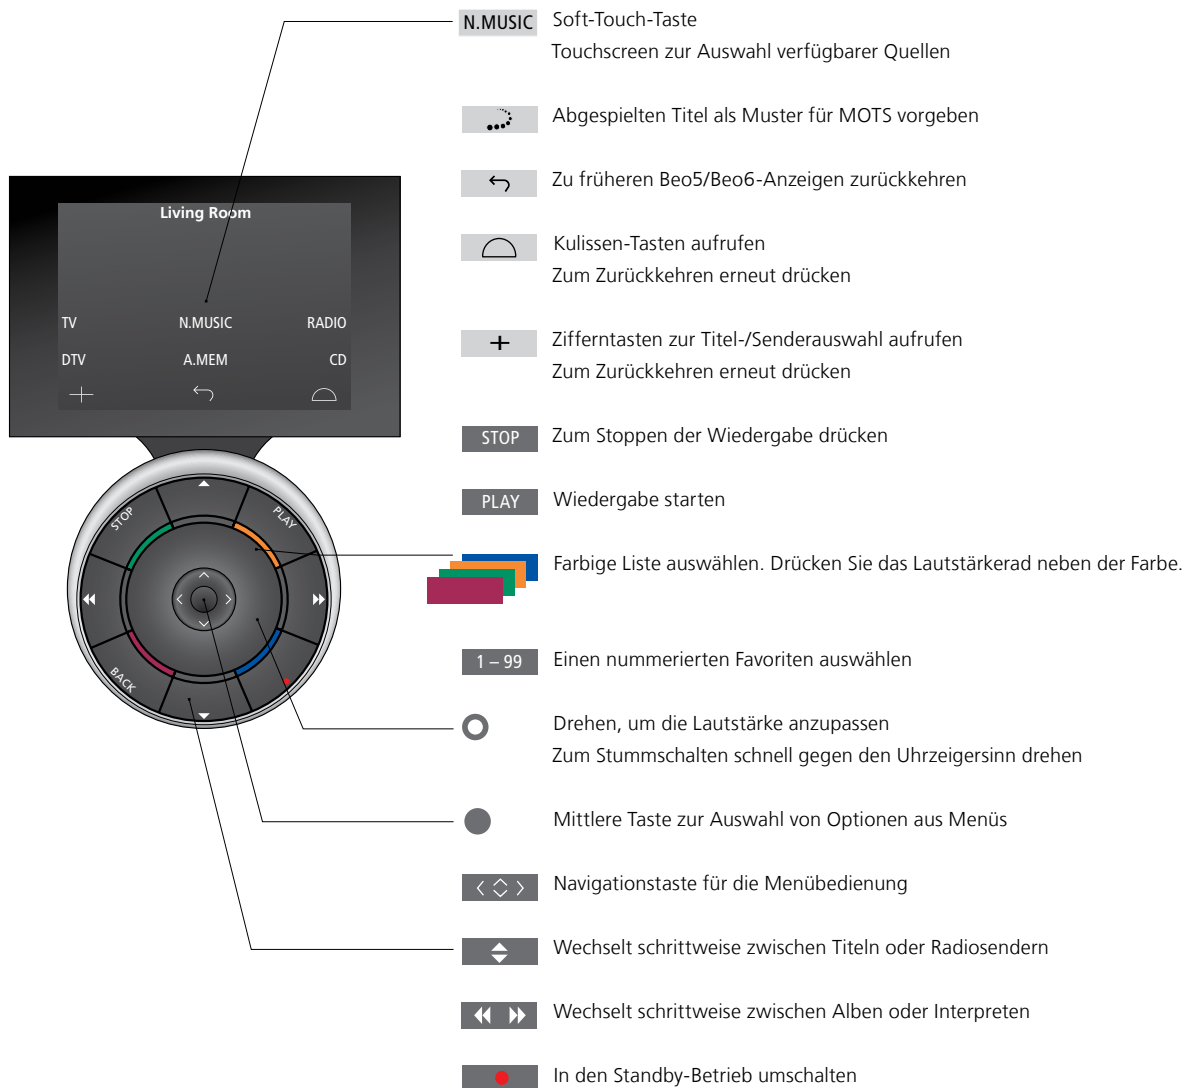 N.MUSIC Soft-Touch-Taste
Touchscreen zur Auswahl verfügbarer Quellen
Abgespielten Titel als Muster für MOTS vorgeben
Zu früheren Beo5/Beo6-Anzeigen zurückkehren
Kulissen-Tasten aufrufen
Zum Zurückkehren erneut drücken
Zifferntasten zur Titel-/Senderauswahl aufrufen
Zum Zurückkehren erneut drücken
STOP Zum Stoppen der Wiedergabe drücken
PLAY Wiedergabe starten
Farbige Liste auswählen. Drücken Sie das Lautstärkerad neben der Farbe.
1 – 99 Einen nummerierten Favoriten auswählen
Drehen, um die Lautstärke anzupassen
Zum Stummschalten schnell gegen den Uhrzeigersinn drehen
Mittlere Taste zur Auswahl von Optionen aus Menüs
Navigationstaste für die Menübedienung
Wechselt schrittweise zwischen Titeln oder Radiosendern
Wechselt schrittweise zwischen Alben oder Interpreten
In den Standby-Betrieb umschalten
Living Room
TV N.MUSIC RADIO
DTV A.MEM CD
STOP
PLAY
BACK